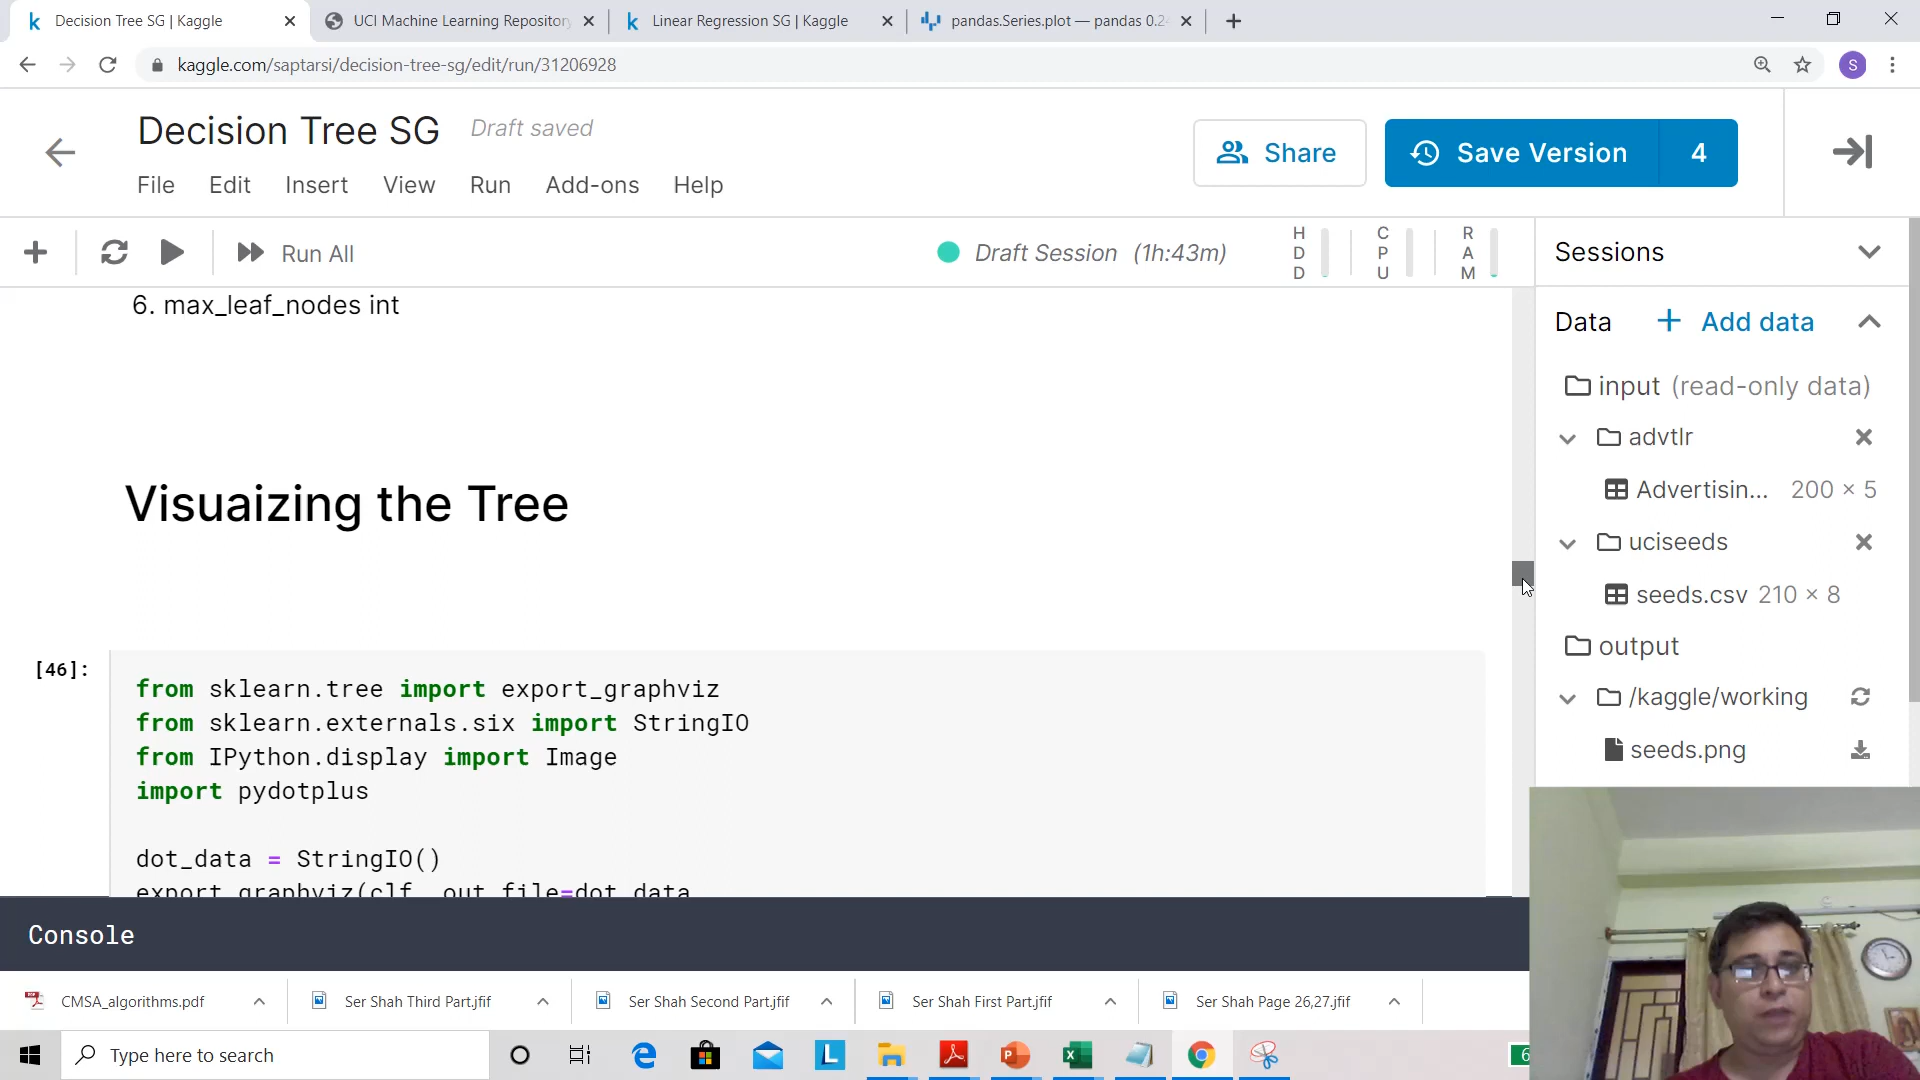 Decision Tree SG | Kaggle
UCI Machine Learning Repository
Linear Regression SG | Kaggle
pandas.Series.plot — pandas 0.24
kaggle.com/saptarsi/decision-tree-sg/edit/run/31206928
S
Decision Tree SG
Draft saved
File Edit Insert View Run Add-ons Help
Share
Save Version 4
Run All
Draft Session (1h:43m)
HDD
CPU
RAM
Sessions
Data
Add data
input (read-only data)
advtlr
Advertisin... 200 × 5
uciseeds
seeds.csv 210 × 8
output
/kaggle/working
seeds.png
6. max_leaf_nodes int
Visuaizing the Tree
[46]:
from sklearn.tree import export_graphviz
from sklearn.externals.six import StringIO
from IPython.display import Image
import pydotplus
dot_data = StringIO()
export_graphviz(clf, out_file=dot_data
Console
CMSA_algorithms.pdf
Ser Shah Third Part.jfif
Ser Shah Second Part.jfif
Ser Shah First Part.jfif
Ser Shah Page 26,27.jfif
Type here to search